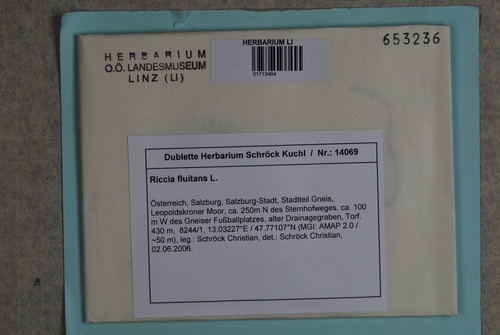 HERBARIUM
O.Ö. LANDESMUSEUM
LINZ (LI)
HERBARIUM LI
01713404
653236
Dublette Herbarium Schröck Kuchl / Nr.: 14069
Riccia fluitans L.
Österreich, Salzburg, Salzburg-Stadt, Stadtteil Gneis,
Leopoldskroner Moor, ca. 250m N des Sternhofweges, ca. 100
m W des Gneiser Fußballplatzes, alter Drainagegraben, Torf.
430 m, 8244/1, 13.03227°E / 47.77107°N (MGI: AMAP 2.0 /
~50 m), leg.: Schröck Christian, det.: Schröck Christian,
02.06.2006.